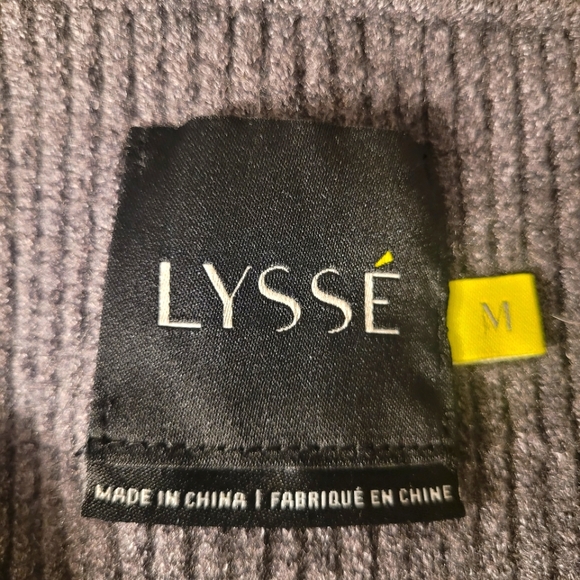 LYSSÉ
M
MADE IN CHINA | FABRIQUÉ EN CHINE